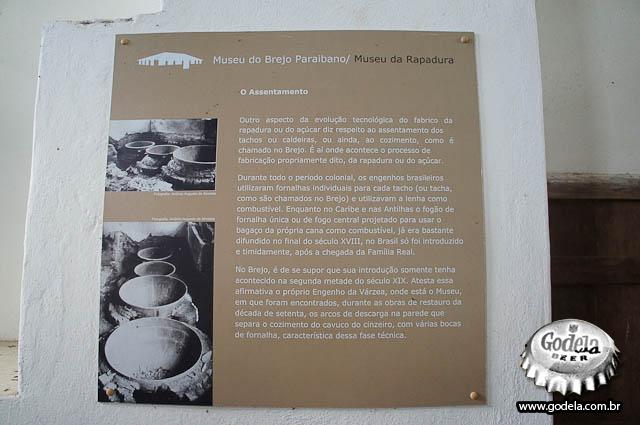 Museu do Brejo Paraibano/ Museu da Rapadura
O Assentamento
Outro aspecto da evolução tecnológica do fabrico da
rapadura ou do açúcar diz respeito ao assentamento dos
tachos ou caldeiras, ou ainda, ao cozimento, como é
chamado no Brejo. É aí onde acontece o processo de
fabricação propriamente dito, da rapadura ou do açúcar.
Durante todo o período colonial, os engenhos brasileiros
utilizaram fornalhas individuais para cada tacho (ou tacha,
como são chamados no Brejo) e utilizavam a lenha como
combustível. Enquanto no Caribe e nas Antilhas o fogão de
fornalha única ou de fogo central projetado para usar o
bagaço da própria cana como combustível, já era bastante
difundido no final do século XVIII, no Brasil só foi introduzido
e timidamente, após a chegada da Família Real.
No Brejo, é de se supor que sua introdução somente tenha
acontecido na segunda metade do século XIX. Atesta essa
afirmativa o próprio Engenho da Várzea, onde está o Museu,
em que foram encontrados, durante as obras de restauro da
década de setenta, os arcos de descarga na parede que
separa o cozimento do cavuco do cinzeiro, com várias bocas
de fornalha, característica dessa fase técnica.
Godela
BEER
www.godela.com.br